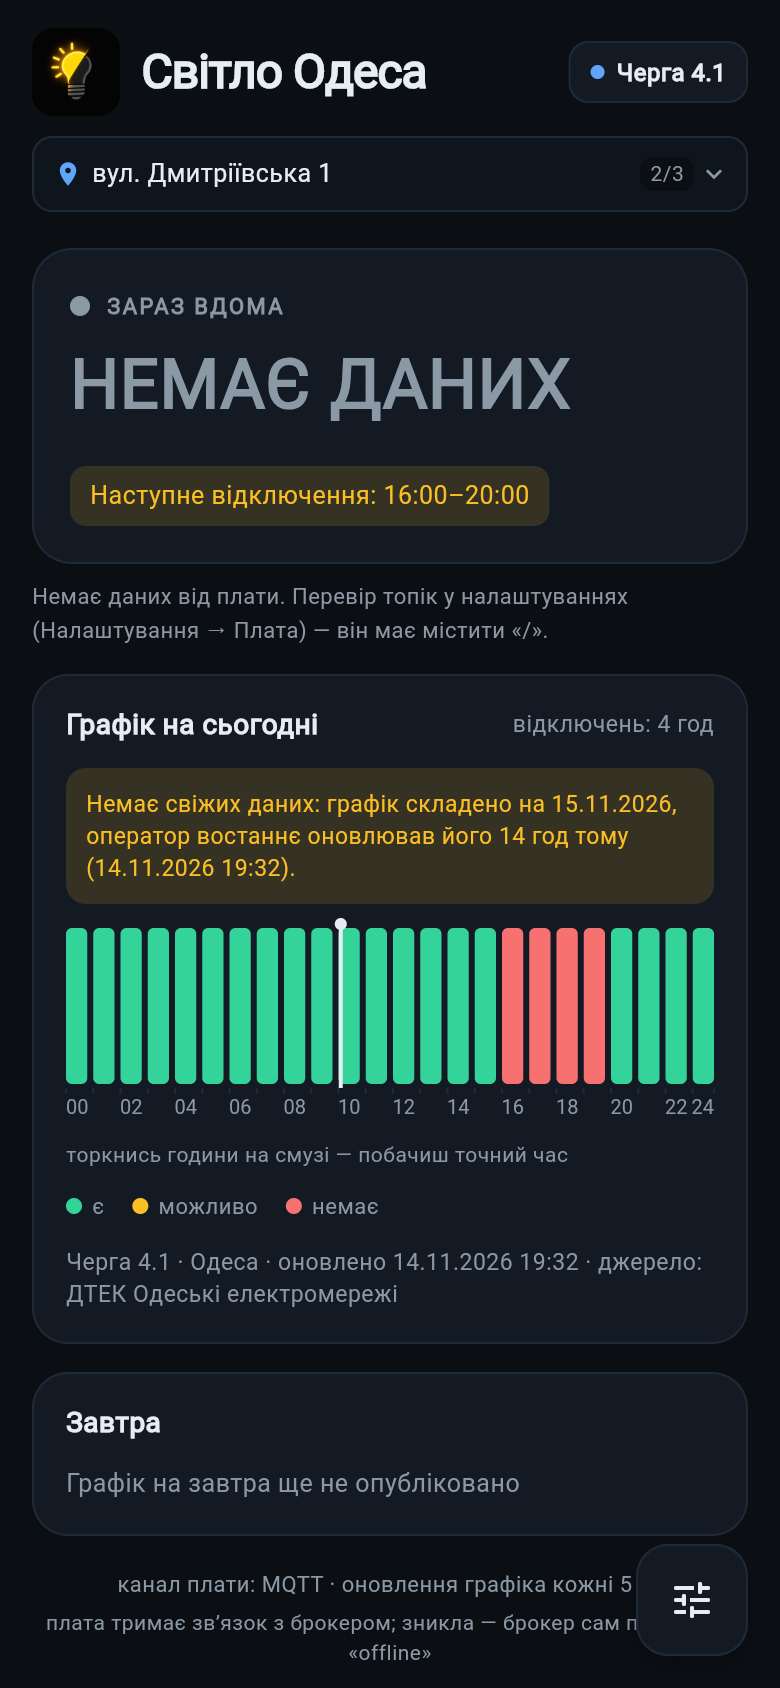 Світло Одеса
Черга 4.1
вул. Дмитріївська 1
2/3
ЗАРАЗ ВДОМА
НЕМАЄ ДАНИХ
Наступне відключення: 16:00–20:00
Немає даних від плати. Перевір топік у налаштуваннях
(Налаштування → Плата) — він має містити «/».
Графік на сьогодні
відключень: 4 год
Немає свіжих даних: графік складено на 15.11.2026,
оператор востаннє оновлював його 14 год тому
(14.11.2026 19:32).
00 02 04 06 08 10 12 14 16 18 20 22 24
торкнись години на смузі — побачиш точний час
є можливо немає
Черга 4.1 · Одеса · оновлено 14.11.2026 19:32 · джерело:
ДТЕК Одеські електромережі
Завтра
Графік на завтра ще не опубліковано
канал плати: MQTT · оновлення графіка кожні 5
плата тримає зв’язок з брокером; зникла — брокер сам
«offline»